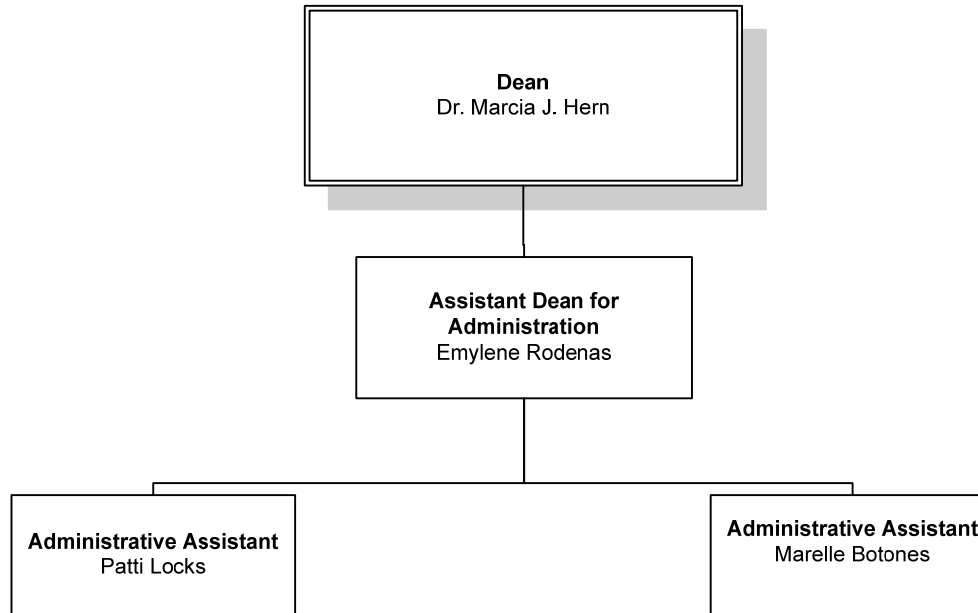 Dean
Dr. Marcia J. Hern
Assistant Dean for
Administration
Emylene Rodenas
Administrative Assistant
Patti Locks
Administrative Assistant
Marelle Botones